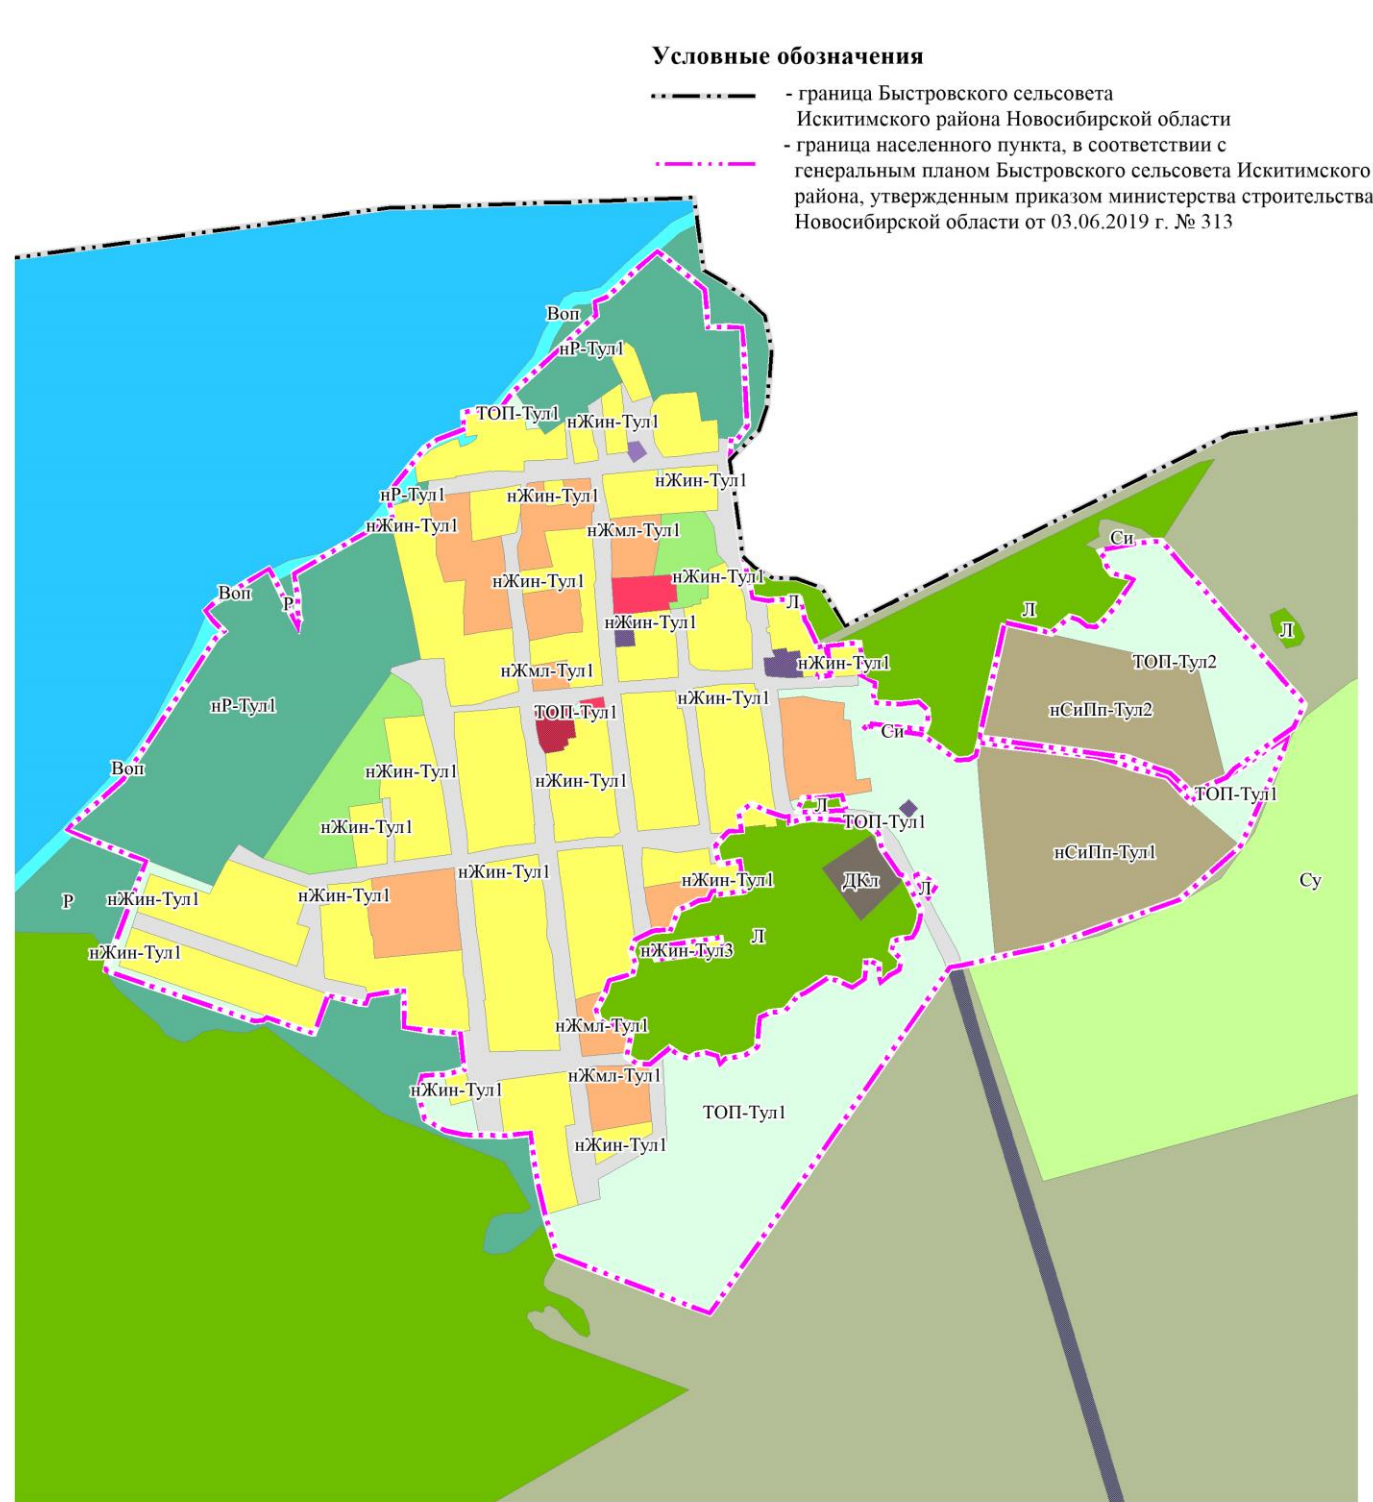 Условные обозначения
- граница Быстровского сельсовета
Искитимского района Новосибирской области
- граница населенного пункта, в соответствии с
генеральным планом Быстровского сельсовета Искитимского
района, утвержденным приказом министерства строительства
Новосибирской области от 03.06.2019 г. № 313
Воп
нР-Тул1
ТОП-Тул1
нЖин-Тул1
нЖин-Тул1
нР-Тул1
нЖин-Тул1
нЖин-Тул1
нЖмл-Тул1
Си
нЖин-Тул1
нЖин-Тул1
Воп
Р
Л
Л
нЖин-Тул1
Л
нЖмл-Тул1
нЖин-Тул1
ТОП-Тул2
нР-Тул1
ТОП-Тул1
нЖин-Тул1
нСиПп-Тул2
Си
Воп
нЖин-Тул1
нЖин-Тул1
ТОП-Тул1
Л
нЖин-Тул1
ТОП-Тул1
нСиПп-Тул1
нЖин-Тул1
нЖин-Тул1
ДКл
Су
Р
нЖин-Тул1
нЖин-Тул1
Л
нЖин-Тул1
нЖин-Тул3
Л
нЖмл-Тул1
нЖмл-Тул1
нЖин-Тул1
ТОП-Тул1
нЖин-Тул1